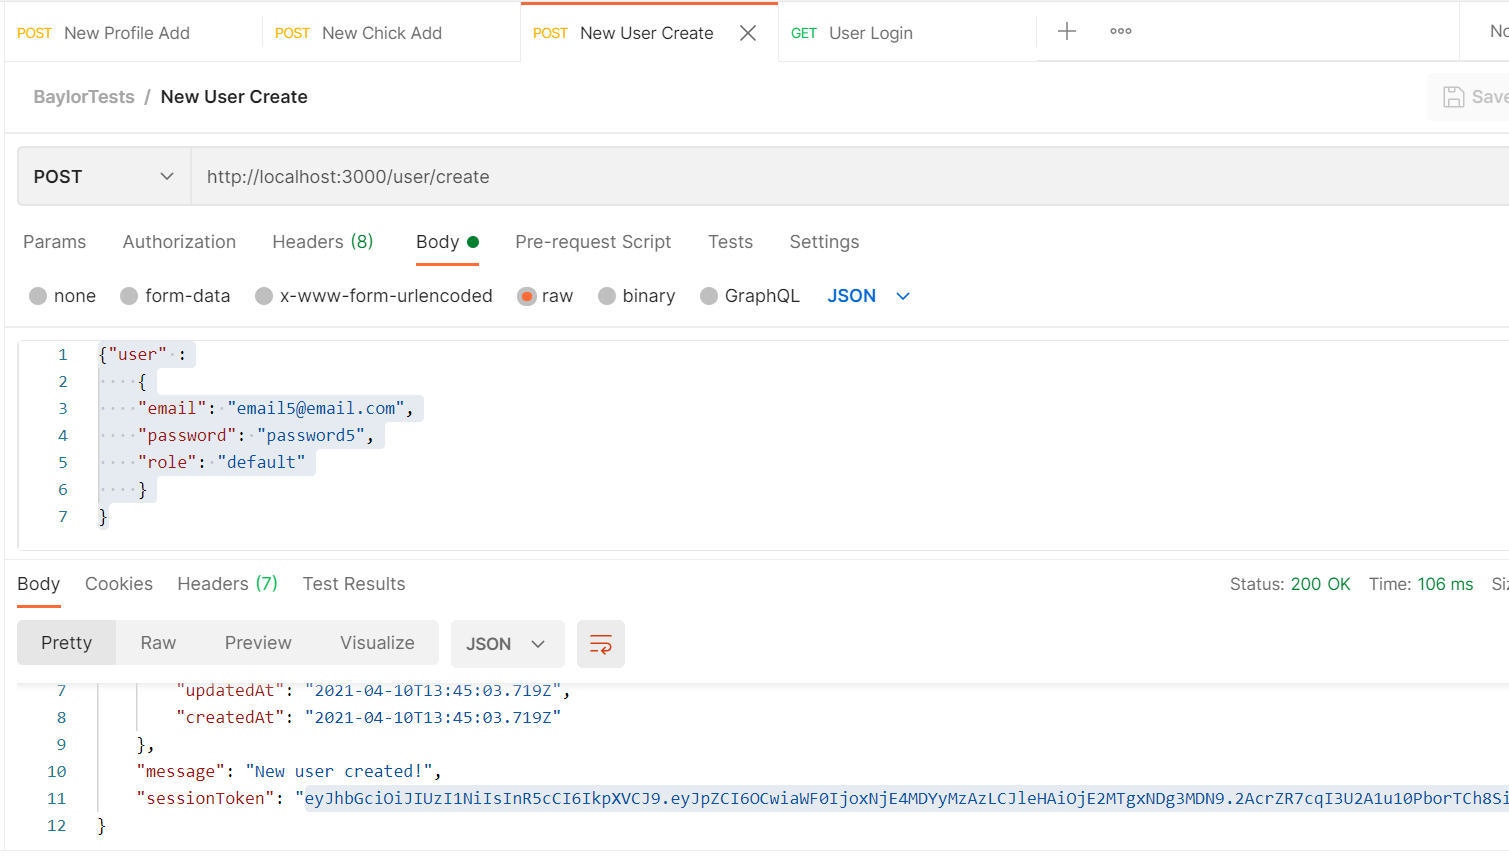 POST New Profile Add POST New Chick Add POST New User Create GET User Login
BaylorTests / New User Create
POST http://localhost:3000/user/create
Params Authorization Headers (8) Body Pre-request Script Tests Settings
none form-data x-www-form-urlencoded raw binary GraphQL JSON
1 {"user" :
2 {
3 "email": "email5@email.com",
4 "password": "password5",
5 "role": "default"
6 }
7 }
Body Cookies Headers (7) Test Results Status: 200 OK Time: 106 ms
Pretty Raw Preview Visualize JSON
7 "updatedAt": "2021-04-10T13:45:03.719Z",
8 "createdAt": "2021-04-10T13:45:03.719Z"
9 },
10 "message": "New user created!",
11 "sessionToken": "eyJhbGciOiJIUzI1NiIsInR5cCI6IkpXVCJ9.eyJpZCI6OCwiaWF0IjoxNjE4MDYyMzAzLCJleHAiOjE2MTgxNDg3MDN9.2AcrZR7cqI3U2A1u10PborTCh8Si
12 }